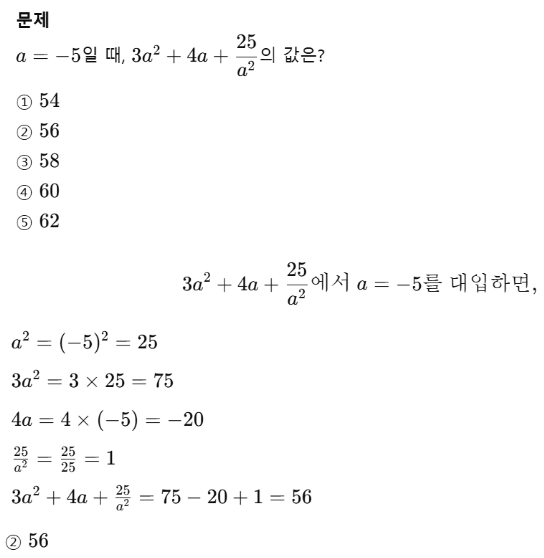 문제
a = −5일 때, 3a² + 4a + 25/a²의 값은?
① 54
② 56
③ 58
④ 60
⑤ 62
3a² + 4a + 25/a²에서 a = −5를 대입하면,
a² = (−5)² = 25
3a² = 3 × 25 = 75
4a = 4 × (−5) = −20
25/a² = 25/25 = 1
3a² + 4a + 25/a² = 75 − 20 + 1 = 56
② 56